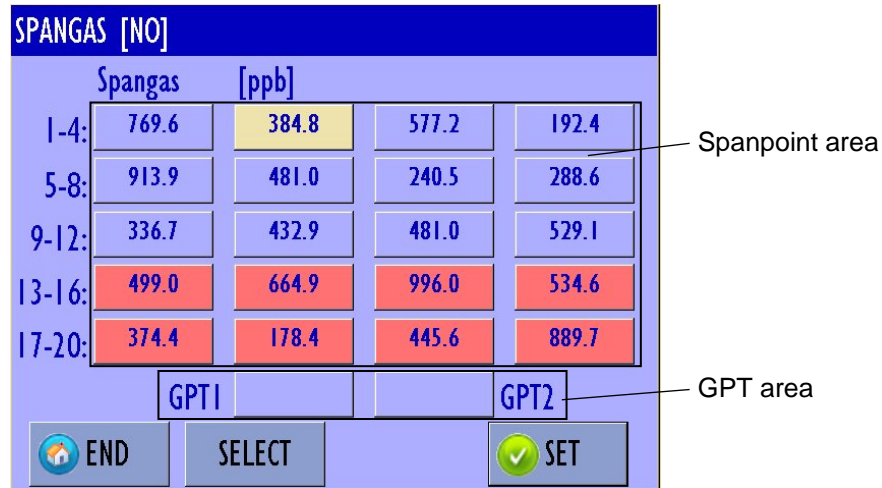 SPANGAS [NO]
Spangas [ppb]
1-4: 769.6 384.8 577.2 192.4
Spanpoint area
5-8: 913.9 481.0 240.5 288.6
9-12: 336.7 432.9 481.0 529.1
13-16: 499.0 664.9 996.0 534.6
17-20: 374.4 178.4 445.6 889.7
GPT1 GPT2
GPT area
END SELECT SET